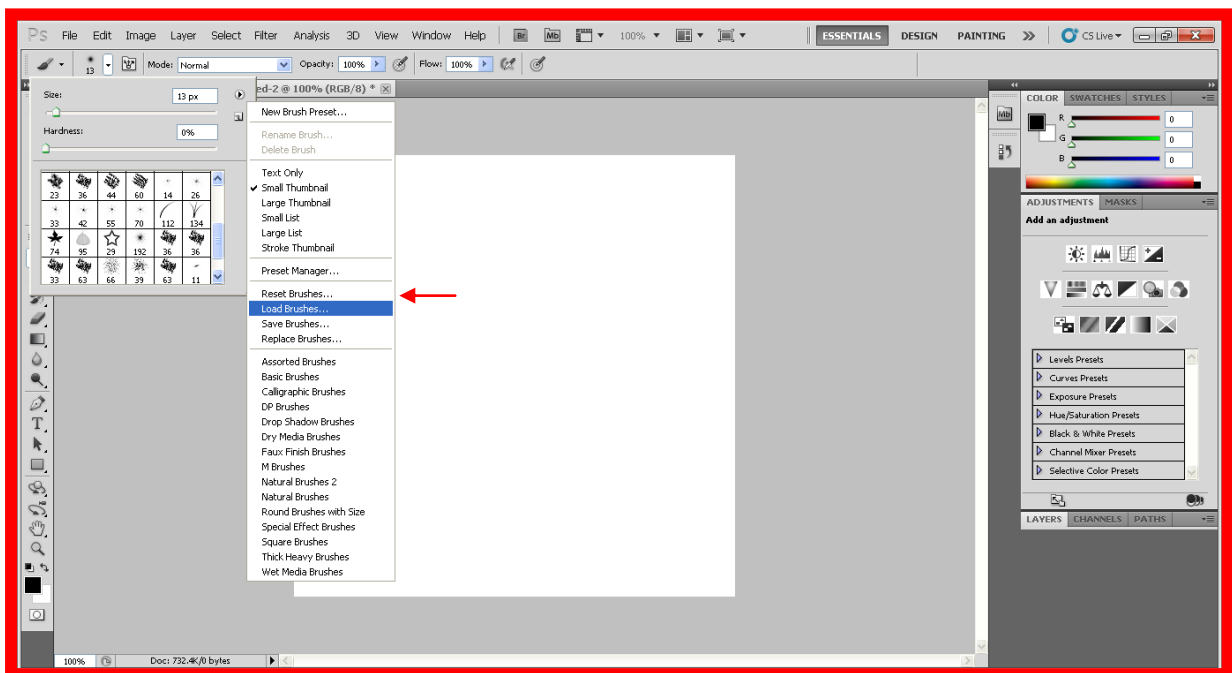 Ps File Edit Image Layer Select Filter Analysis 3D View Window Help Br Mb 100% ESSENTIALS DESIGN PAINTING CS Live
13 Mode: Normal Opacity: 100% Flow: 100%
ed-2 @ 100% (RGB/8) *
Size: 13 px
Hardness: 0%
23 36 44 60 14 26
33 42 55 70 112 134
74 95 29 192 36 36
33 63 66 39 63 11
New Brush Preset...
Rename Brush...
Delete Brush
Text Only
Small Thumbnail
Large Thumbnail
Small List
Large List
Stroke Thumbnail
Preset Manager...
Reset Brushes...
Load Brushes...
Save Brushes...
Replace Brushes...
Assorted Brushes
Basic Brushes
Calligraphic Brushes
DP Brushes
Drop Shadow Brushes
Dry Media Brushes
Faux Finish Brushes
M Brushes
Natural Brushes 2
Natural Brushes
Round Brushes with Size
Special Effect Brushes
Square Brushes
Thick Heavy Brushes
Wet Media Brushes
Mb
COLOR SWATCHES STYLES
R 0
G 0
B 0
ADJUSTMENTS MASKS
Add an adjustment
Levels Presets
Curves Presets
Exposure Presets
Hue/Saturation Presets
Black & White Presets
Channel Mixer Presets
Selective Color Presets
LAYERS CHANNELS PATHS
100% Doc: 732.4K/0 bytes